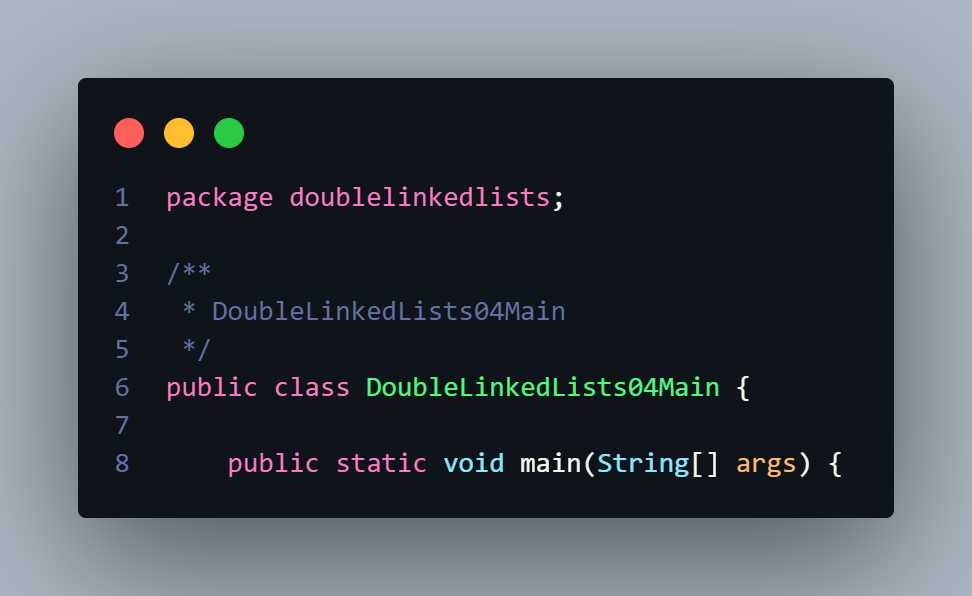 1 package doublelinkedlists;
2
3 /**
4  * DoubleLinkedLists04Main
5  */
6 public class DoubleLinkedLists04Main {
7
8     public static void main(String[] args) {